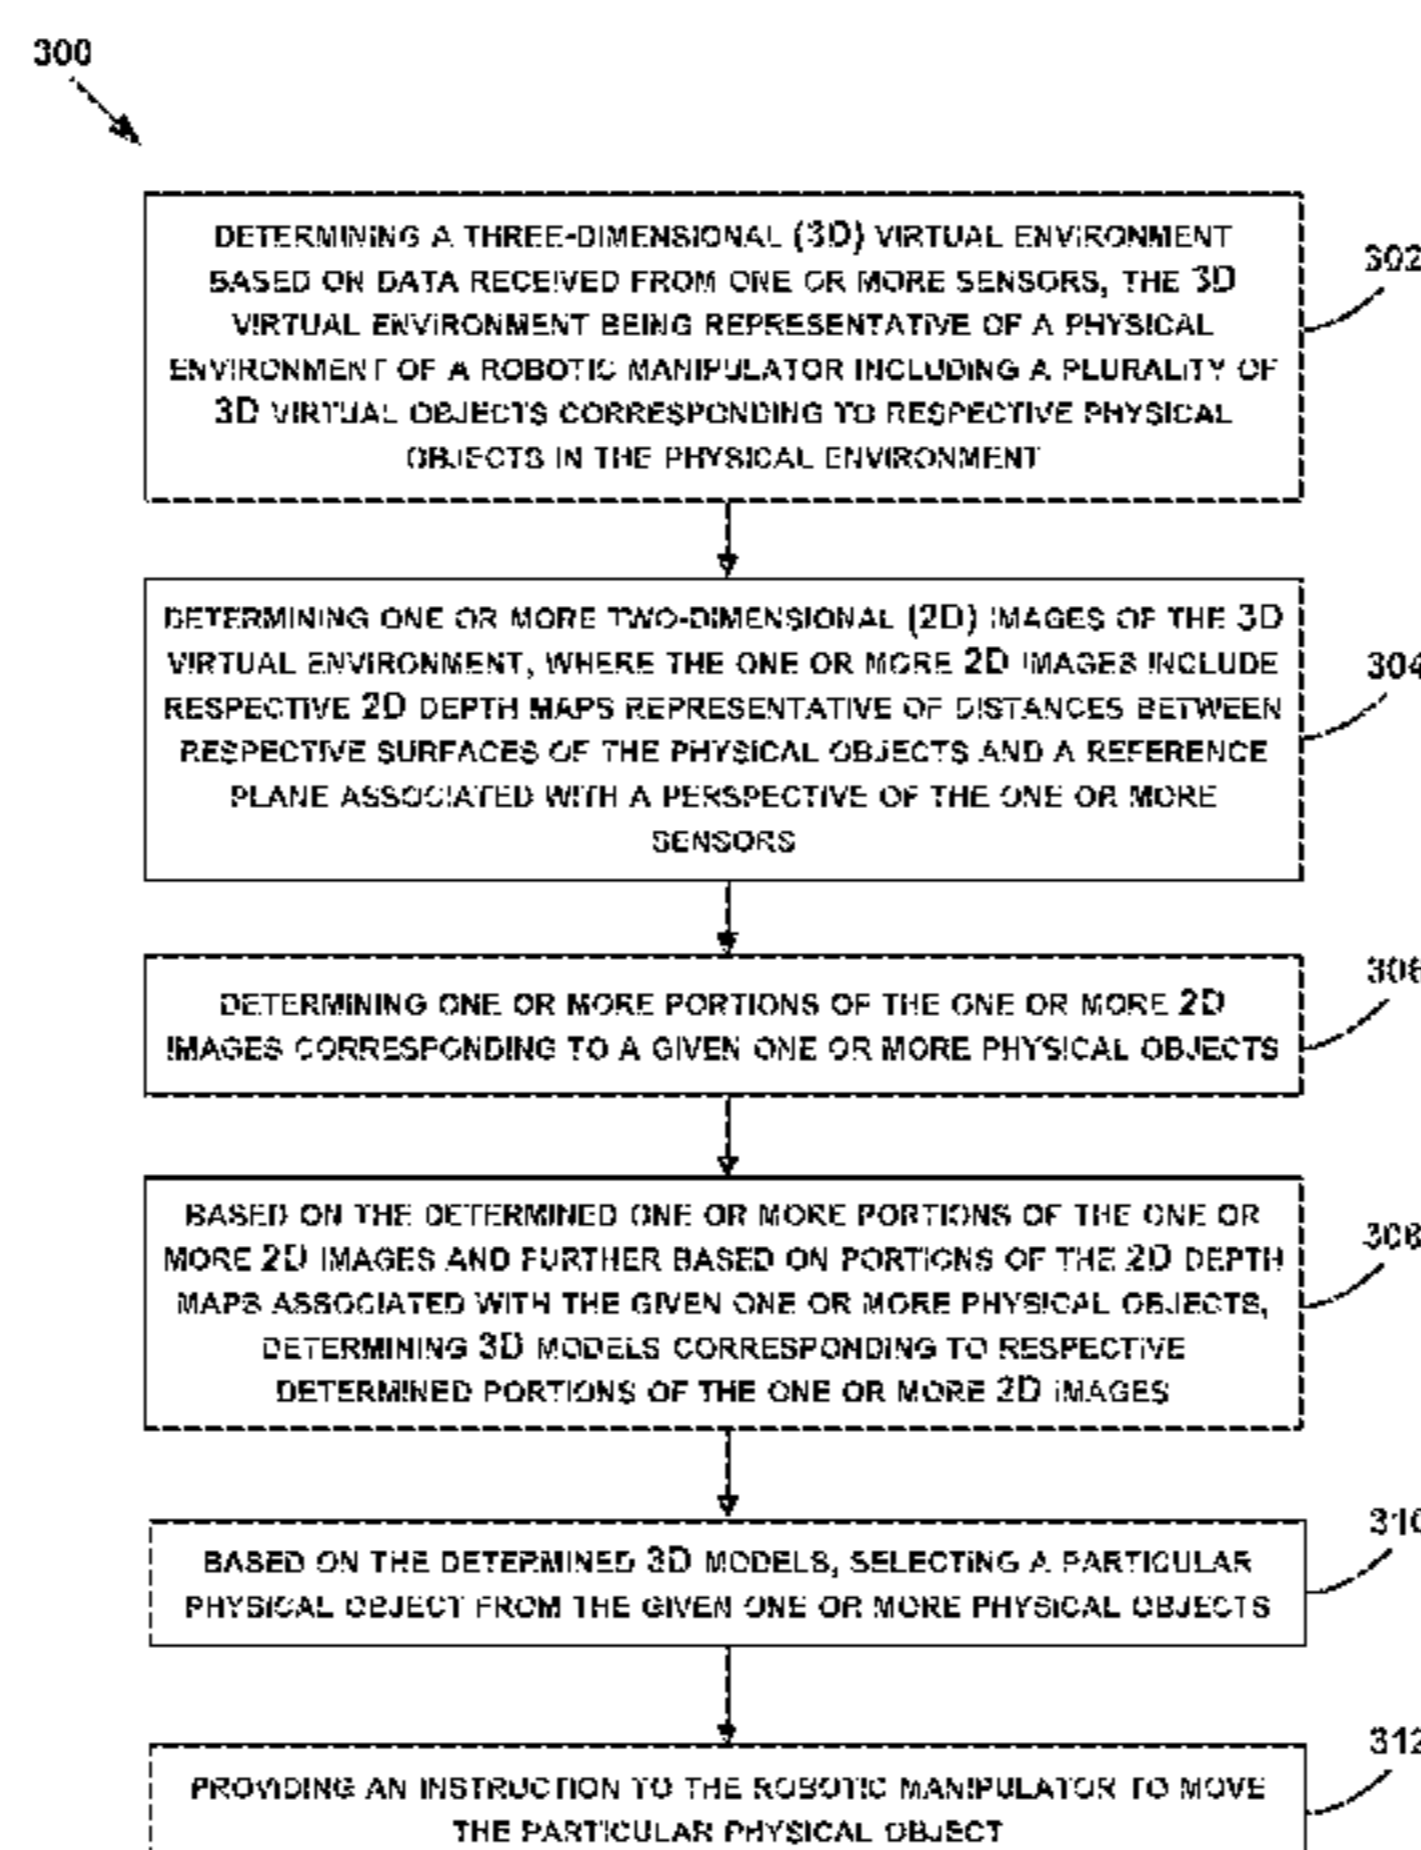 300
DETERMINING A THREE-DIMENSIONAL (3D) VIRTUAL ENVIRONMENT
BASED ON DATA RECEIVED FROM ONE OR MORE SENSORS, THE 3D
VIRTUAL ENVIRONMENT BEING REPRESENTATIVE OF A PHYSICAL
ENVIRONMENT OF A ROBOTIC MANIPULATOR INCLUDING A PLURALITY OF
3D VIRTUAL OBJECTS CORRESPONDING TO RESPECTIVE PHYSICAL
OBJECTS IN THE PHYSICAL ENVIRONMENT
302
DETERMINING ONE OR MORE TWO-DIMENSIONAL (2D) IMAGES OF THE 3D
VIRTUAL ENVIRONMENT, WHERE THE ONE OR MORE 2D IMAGES INCLUDE
RESPECTIVE 2D DEPTH MAPS REPRESENTATIVE OF DISTANCES BETWEEN
RESPECTIVE SURFACES OF THE PHYSICAL OBJECTS AND A REFERENCE
PLANE ASSOCIATED WITH A PERSPECTIVE OF THE ONE OR MORE
SENSORS
304
DETERMINING ONE OR MORE PORTIONS OF THE ONE OR MORE 2D
IMAGES CORRESPONDING TO A GIVEN ONE OR MORE PHYSICAL OBJECTS
306
BASED ON THE DETERMINED ONE OR MORE PORTIONS OF THE ONE OR
MORE 2D IMAGES AND FURTHER BASED ON PORTIONS OF THE 2D DEPTH
MAPS ASSOCIATED WITH THE GIVEN ONE OR MORE PHYSICAL OBJECTS,
DETERMINING 3D MODELS CORRESPONDING TO RESPECTIVE
DETERMINED PORTIONS OF THE ONE OR MORE 2D IMAGES
308
BASED ON THE DETERMINED 3D MODELS, SELECTING A PARTICULAR
PHYSICAL OBJECT FROM THE GIVEN ONE OR MORE PHYSICAL OBJECTS
310
PROVIDING AN INSTRUCTION TO THE ROBOTIC MANIPULATOR TO MOVE
THE PARTICULAR PHYSICAL OBJECT
312